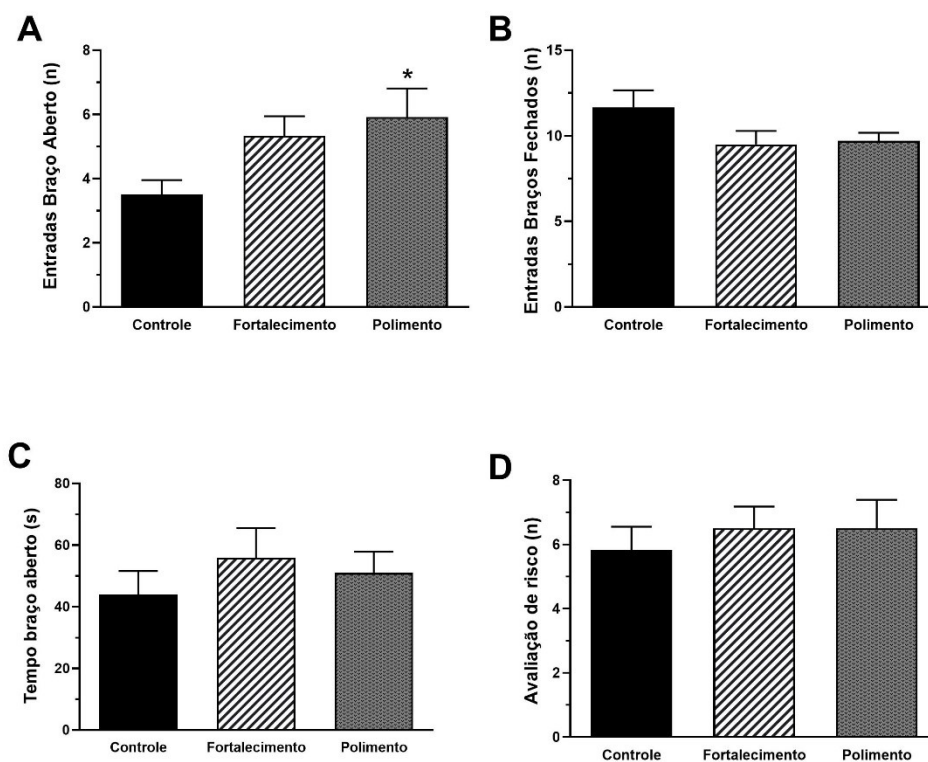 A
Entradas Braço Aberto (n)
8
6
4
2
0
*
Controle Fortalecimento Polimento
B
Entradas Braços Fechados (n)
15
10
5
0
Controle Fortalecimento Polimento
C
Tempo braço aberto (s)
80
60
40
20
0
Controle Fortalecimento Polimento
D
Avaliação de risco (n)
8
6
4
2
0
Controle Fortalecimento Polimento